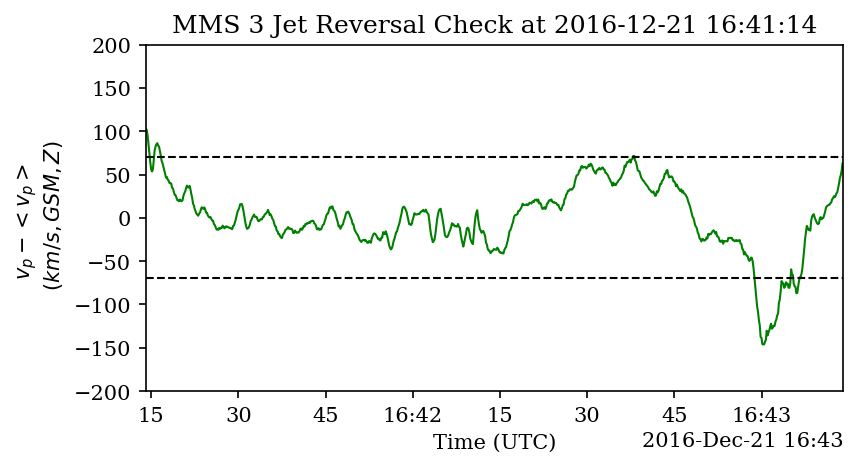 MMS 3 Jet Reversal Check at 2016-12-21 16:41:14
200
150
100
50
0
−50
−100
−150
−200
v_p − < v_p >
(km/s, GSM, Z)
15 30 45 16:42 15 30 45 16:43
Time (UTC)
2016-Dec-21 16:43